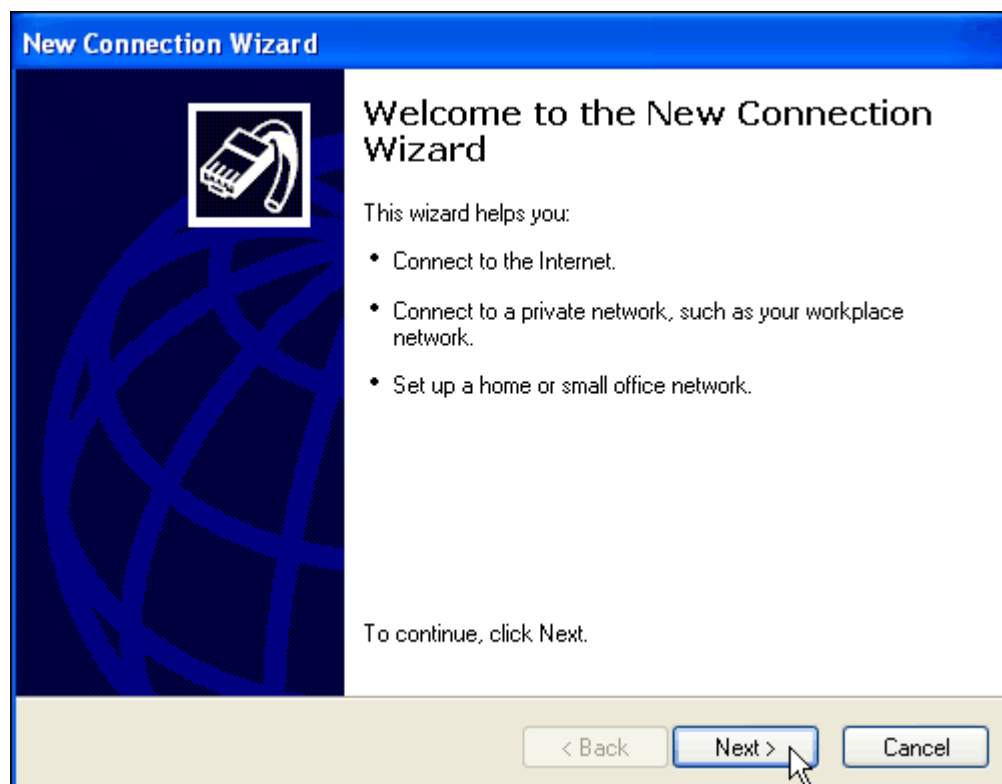 New Connection Wizard
Welcome to the New Connection
Wizard
This wizard helps you:
• Connect to the Internet.
• Connect to a private network, such as your workplace
network.
• Set up a home or small office network.
To continue, click Next.
< Back
Next >
Cancel